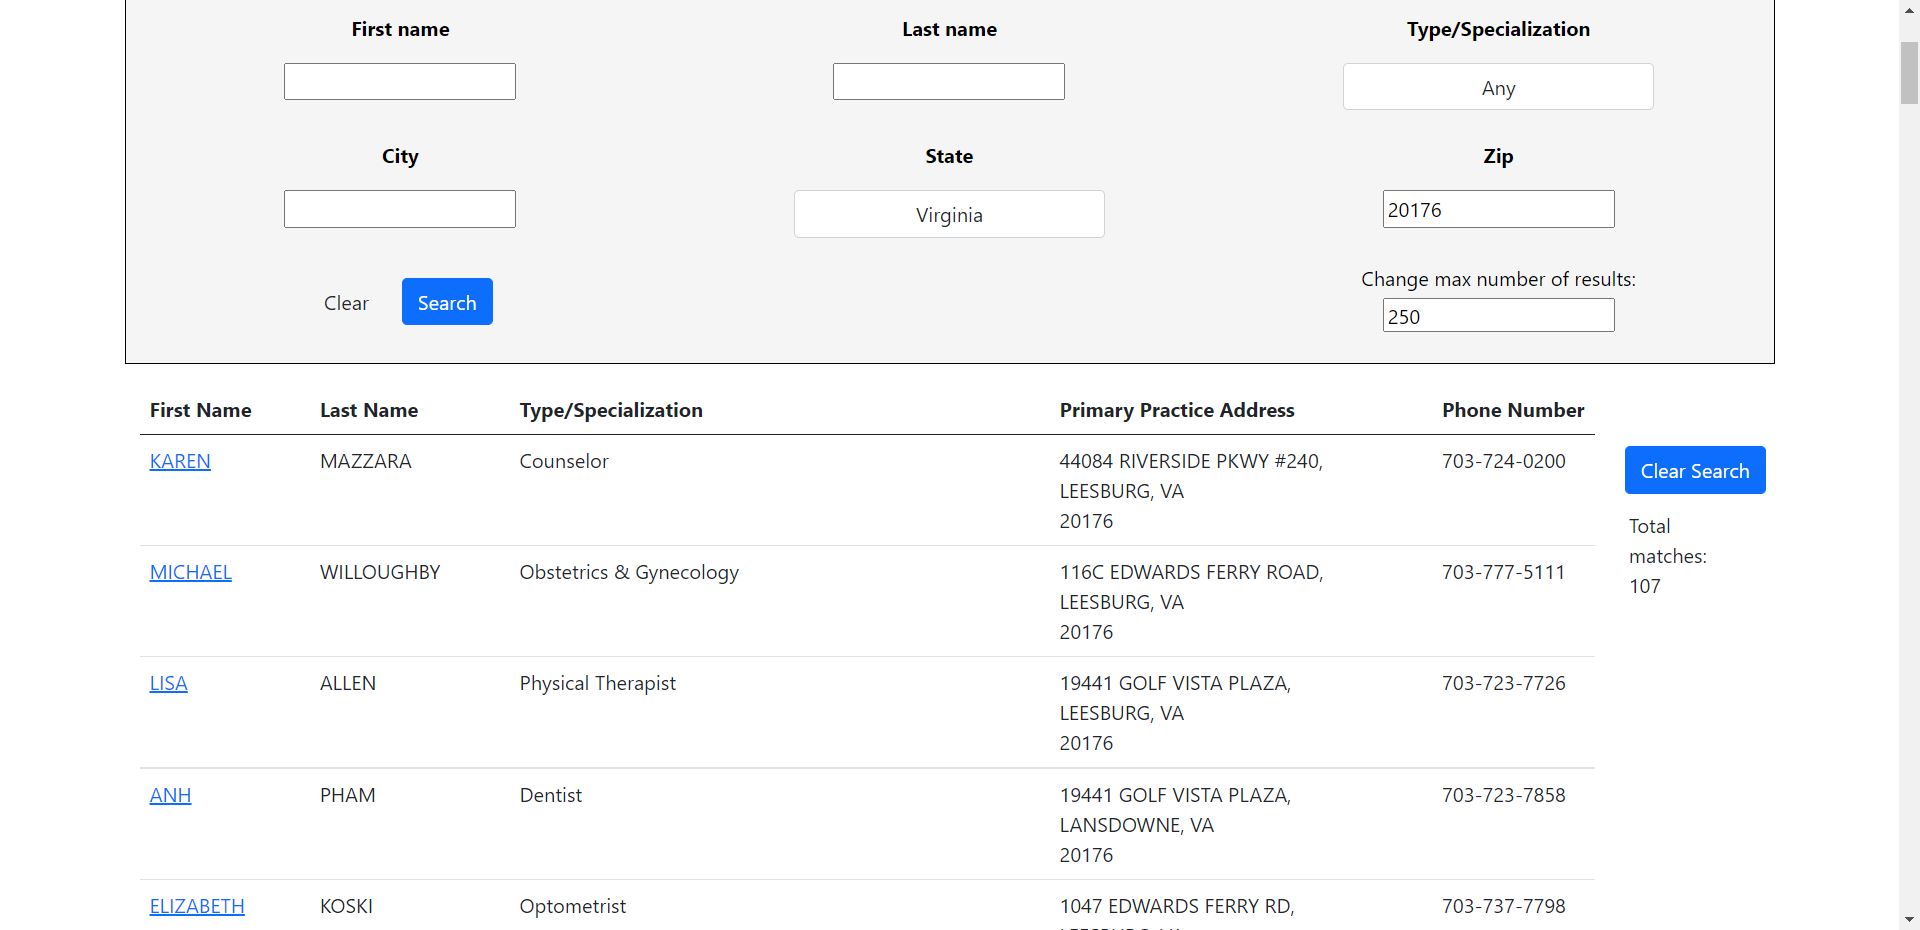 First name Last name Type/Specialization
Any
City State Zip
Virginia 20176
Change max number of results:
Clear Search 250
First Name Last Name Type/Specialization Primary Practice Address Phone Number
KAREN MAZZARA Counselor 44084 RIVERSIDE PKWY #240, 703-724-0200
LEESBURG, VA
20176
Clear Search
Total
matches:
107
MICHAEL WILLOUGHBY Obstetrics & Gynecology 116C EDWARDS FERRY ROAD, 703-777-5111
LEESBURG, VA
20176
LISA ALLEN Physical Therapist 19441 GOLF VISTA PLAZA, 703-723-7726
LEESBURG, VA
20176
ANH PHAM Dentist 19441 GOLF VISTA PLAZA, 703-723-7858
LANSDOWNE, VA
20176
ELIZABETH KOSKI Optometrist 1047 EDWARDS FERRY RD, 703-737-7798